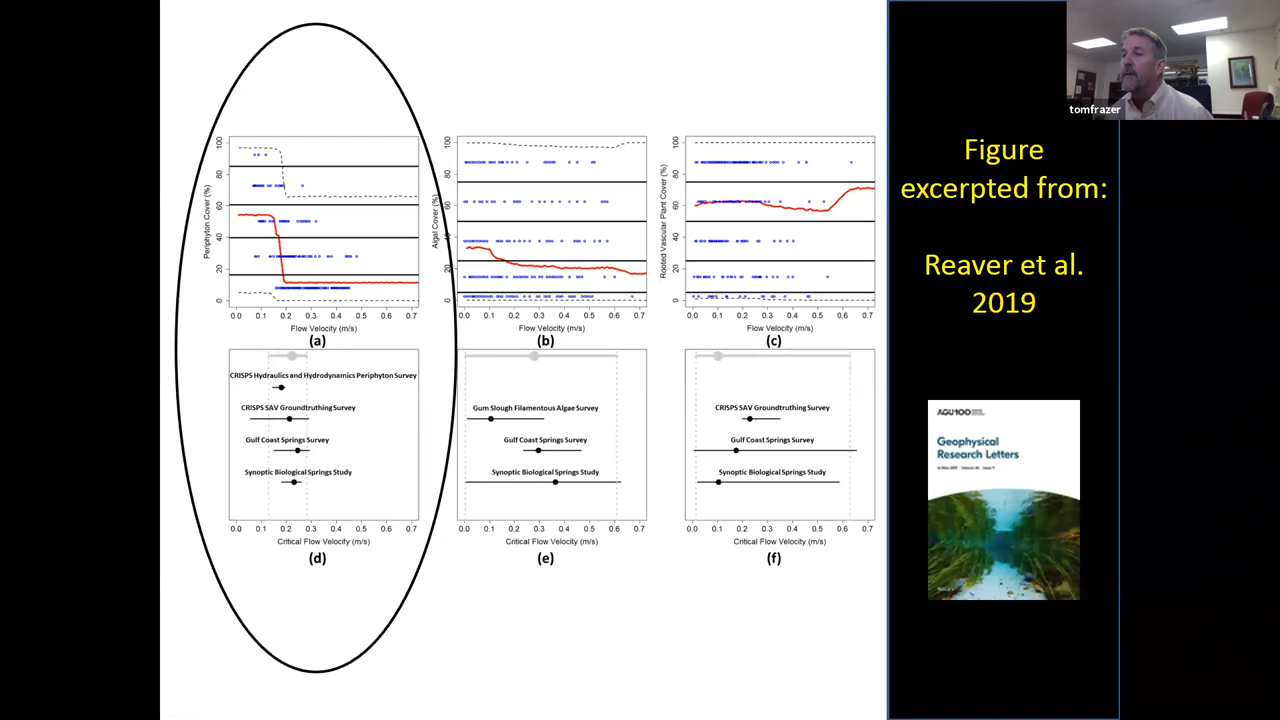 tomfrazer
Figure
excerpted from:
Reaver et al.
2019
Periphyton Cover (%)
0 20 40 60 80 100
0.0 0.1 0.2 0.3 0.4 0.5 0.6 0.7
Flow Velocity (m/s)
(a)
Algal Cover (%)
0 20 40 60 80 100
0.0 0.1 0.2 0.3 0.4 0.5 0.6 0.7
Flow Velocity (m/s)
(b)
Rooted Vascular Plant Cover (%)
0 20 40 60 80 100
0.0 0.1 0.2 0.3 0.4 0.5 0.6 0.7
Flow Velocity (m/s)
(c)
CRISPS Hydraulics and Hydrodynamics Periphyton Survey
CRISPS SAV Groundtruthing Survey
Gulf Coast Springs Survey
Synoptic Biological Springs Study
0.0 0.1 0.2 0.3 0.4 0.5 0.6 0.7
Critical Flow Velocity (m/s)
(d)
Gum Slough Filamentous Algae Survey
Gulf Coast Springs Survey
Synoptic Biological Springs Study
0.0 0.1 0.2 0.3 0.4 0.5 0.6 0.7
Critical Flow Velocity (m/s)
(e)
CRISPS SAV Groundtruthing Survey
Gulf Coast Springs Survey
Synoptic Biological Springs Study
0.0 0.1 0.2 0.3 0.4 0.5 0.6 0.7
Critical Flow Velocity (m/s)
(f)
AGU100
Geophysical
Research Letters